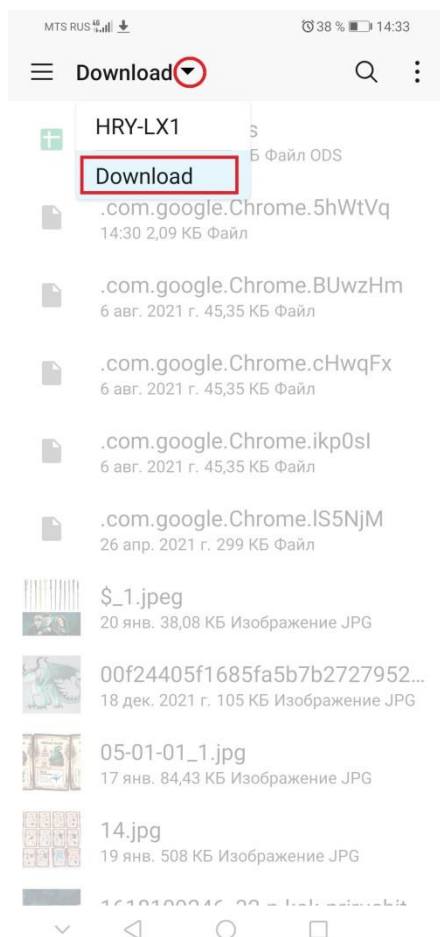 MTS RUS 4G 38 % 14:33
Download
HRY-LX1
s
Б Файл ODS
Download
.com.google.Chrome.5hWtVq
14:30 2,09 КБ Файл
.com.google.Chrome.BUwzHm
6 авг. 2021 г. 45,35 КБ Файл
.com.google.Chrome.cHwqFx
6 авг. 2021 г. 45,35 КБ Файл
.com.google.Chrome.ikp0sI
6 авг. 2021 г. 45,35 КБ Файл
.com.google.Chrome.lS5NjM
26 апр. 2021 г. 299 КБ Файл
$_1.jpeg
20 янв. 38,08 КБ Изображение JPG
00f24405f1685fa5b7b2727952...
18 дек. 2021 г. 105 КБ Изображение JPG
05-01-01_1.jpg
17 янв. 84,43 КБ Изображение JPG
14.jpg
19 янв. 508 КБ Изображение JPG